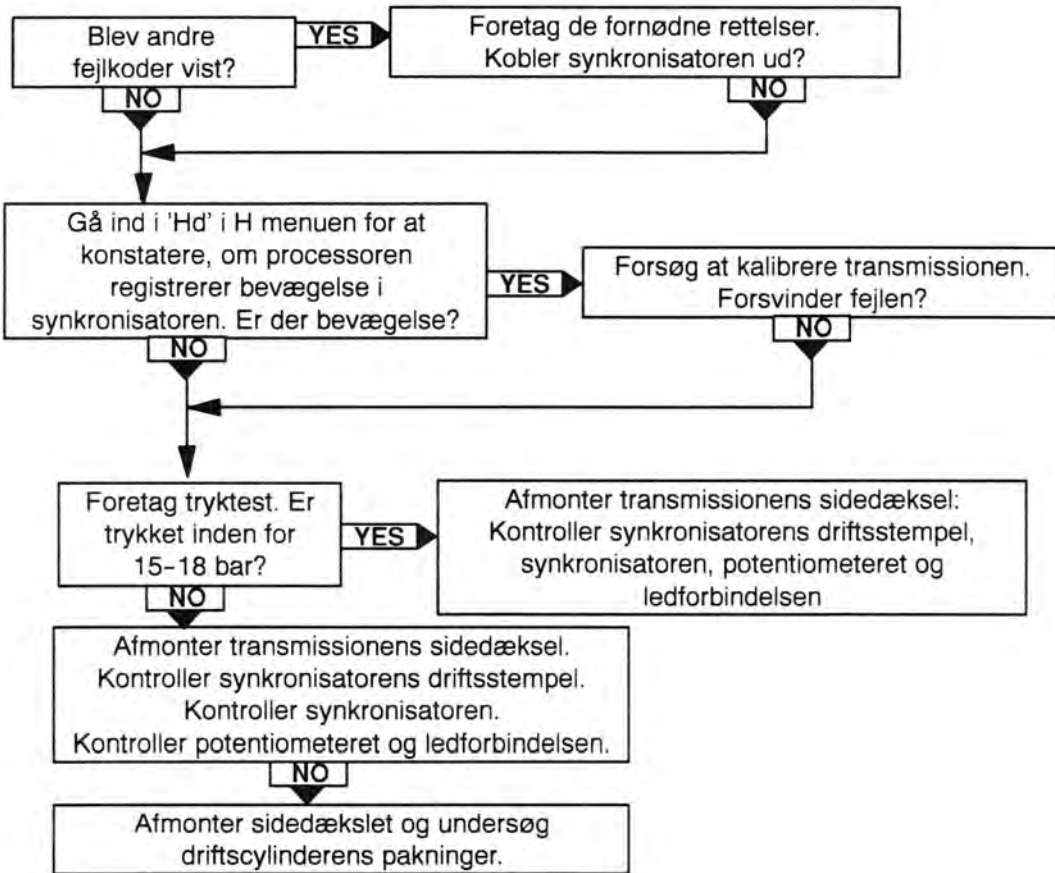 Blev andre
fejlkoder vist?
YES
Foretag de fornødne rettelser.
Kobler synkronisatoren ud?
NO
NO
Gå ind i 'Hd' i H menuen for at
konstatere, om processoren
registrerer bevægelse i
synkronisatoren. Er der bevægelse?
YES
Forsøg at kalibrere transmissionen.
Forsvinder fejlen?
NO
NO
Foretag tryktest. Er
trykket inden for
15–18 bar?
YES
Afmonter transmissionens sidedæksel:
Kontroller synkronisatorens driftsstempel,
synkronisatoren, potentiometeret og
ledforbindelsen
NO
Afmonter transmissionens sidedæksel.
Kontroller synkronisatorens driftsstempel.
Kontroller synkronisatoren.
Kontroller potentiometeret og ledforbindelsen.
NO
Afmonter sidedækslet og undersøg
driftscylinderens pakninger.